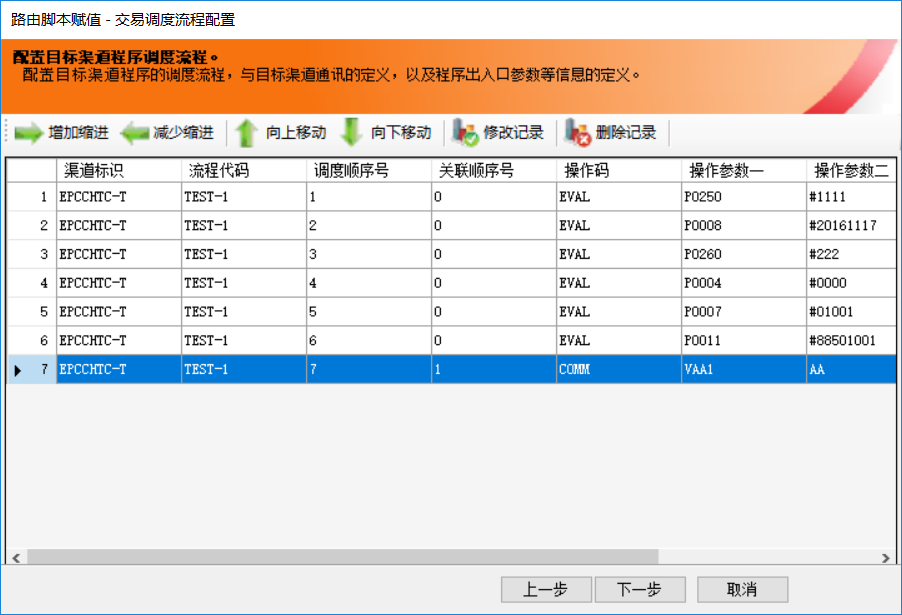 路由脚本赋值 - 交易调度流程配置
配置目标渠道程序调度流程。
配置目标渠道程序的调度流程，与目标渠道通讯的定义，以及程序出入口参数等信息的定义。
增加缩进 减少缩进 向上移动 向下移动 修改记录 删除记录
渠道标识 流程代码 调度顺序号 关联顺序号 操作码 操作参数一 操作参数二
1 EPCCHTC-T TEST-1 1 0 EVAL P0250 #1111
2 EPCCHTC-T TEST-1 2 0 EVAL P0008 #20161117
3 EPCCHTC-T TEST-1 3 0 EVAL P0260 #222
4 EPCCHTC-T TEST-1 4 0 EVAL P0004 #0000
5 EPCCHTC-T TEST-1 5 0 EVAL P0007 #01001
6 EPCCHTC-T TEST-1 6 0 EVAL P0011 #88501001
7 EPCCHTC-T TEST-1 7 1 COMM VAA1 AA
上一步 下一步 取消